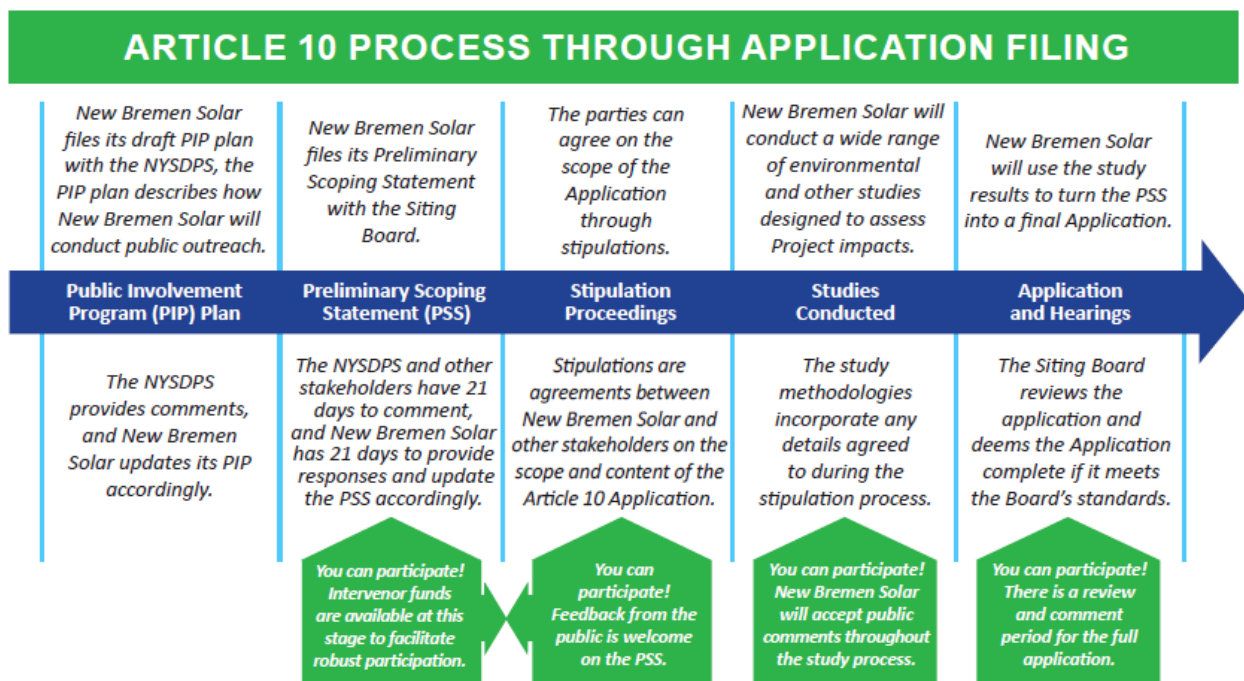 ARTICLE 10 PROCESS THROUGH APPLICATION FILING
New Bremen Solar
files its draft PIP plan
with the NYSDPS, the
PIP plan describes how
New Bremen Solar will
conduct public outreach.
New Bremen Solar
files its Preliminary
Scoping Statement
with the Siting
Board.
The parties can
agree on the
scope of the
Application
through
stipulations.
New Bremen Solar will
conduct a wide range
of environmental
and other studies
designed to assess
Project impacts.
New Bremen Solar
will use the study
results to turn the PSS
into a final Application.
Public Involvement
Program (PIP) Plan
Preliminary Scoping
Statement (PSS)
Stipulation
Proceedings
Studies
Conducted
Application
and Hearings
The NYSDPS
provides comments,
and New Bremen
Solar updates its PIP
accordingly.
The NYSDPS and other
stakeholders have 21
days to comment,
and New Bremen Solar
has 21 days to provide
responses and update
the PSS accordingly.
Stipulations are
agreements between
New Bremen Solar and
other stakeholders on the
scope and content of the
Article 10 Application.
The study
methodologies
incorporate any
details agreed
to during the
stipulation process.
The Siting Board
reviews the
application and
deems the Application
complete if it meets
the Board's standards.
You can participate!
Intervenor funds
are available at this
stage to facilitate
robust participation.
You can
participate!
Feedback from the
public is welcome
on the PSS.
You can participate!
New Bremen Solar
will accept public
comments throughout
the study process.
You can participate!
There is a review
and comment
period for the full
application.